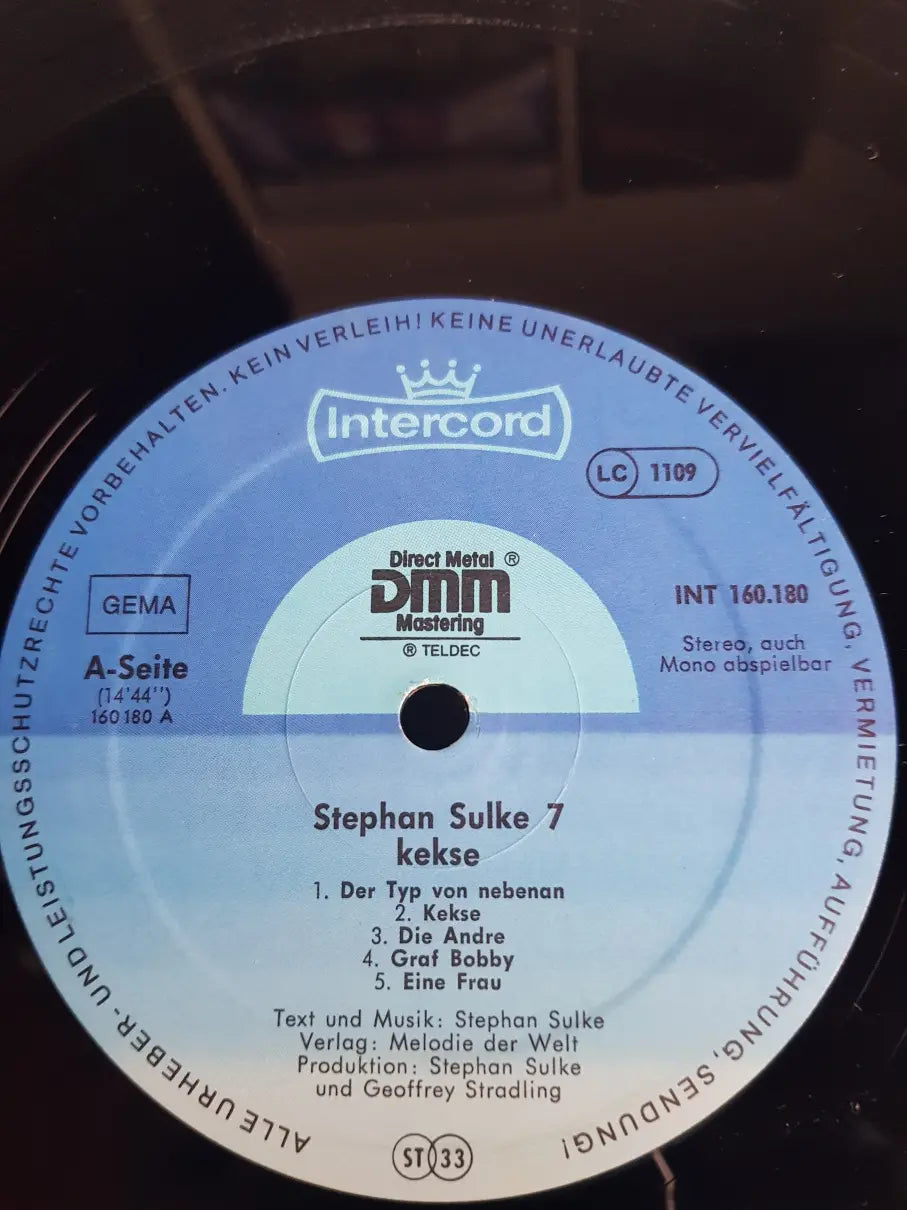 ALLE URHEBER- UND LEISTUNGSSCHUTZRECHTE VORBEHALTEN. KEIN VERLEIH! KEINE UNERLAUBTE VERVIELFÄLTIGUNG, VERMIETUNG, AUFFÜHRUNG, SENDUNG!
Intercord
LC 1109
Direct Metal ®
DMM
Mastering
® TELDEC
GEMA
A-Seite
(14'44'')
160 180 A
INT 160.180
Stereo, auch
Mono abspielbar
Stephan Sulke 7
kekse
1. Der Typ von nebenan
2. Kekse
3. Die Andre
4. Graf Bobby
5. Eine Frau
Text und Musik: Stephan Sulke
Verlag: Melodie der Welt
Produktion: Stephan Sulke
und Geoffrey Stradling
ST 33